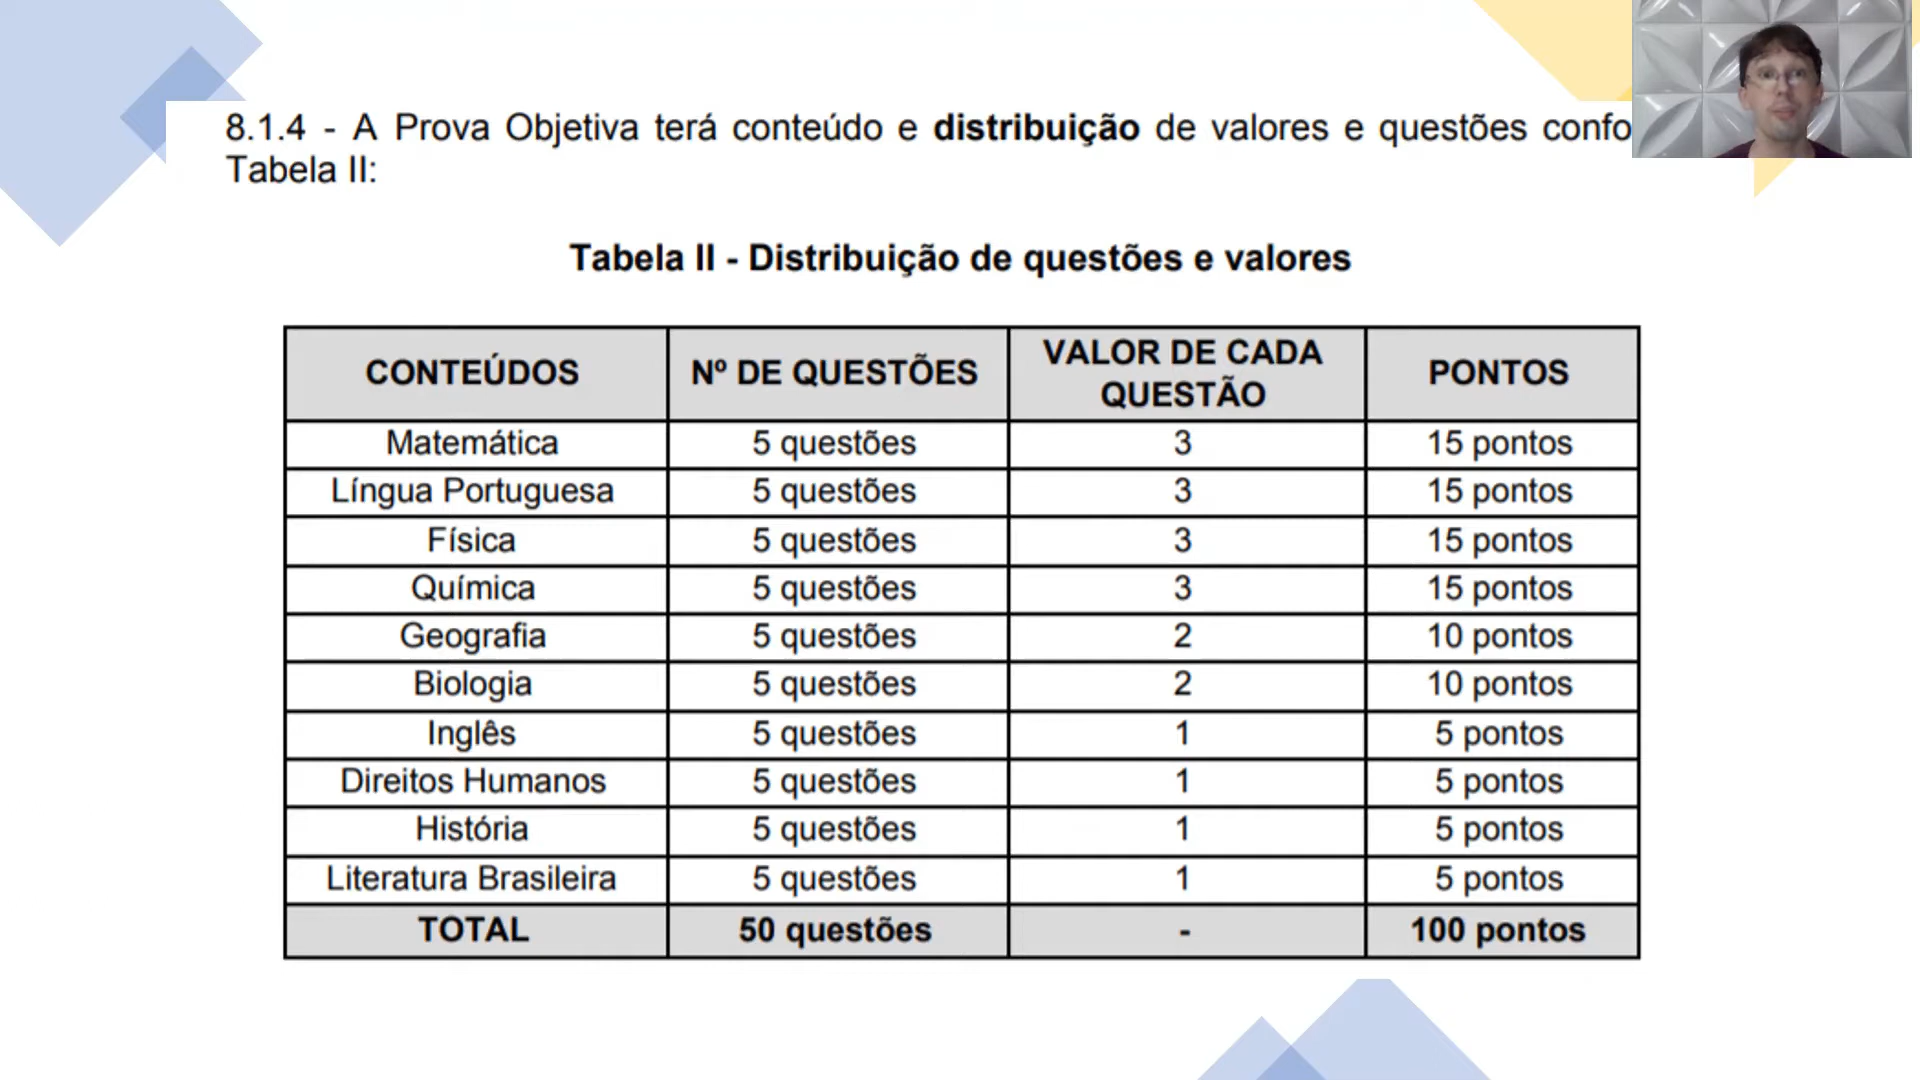 8.1.4 - A Prova Objetiva terá conteúdo e distribuição de valores e questões confo
Tabela II:
Tabela II - Distribuição de questões e valores
CONTEÚDOS Nº DE QUESTÕES VALOR DE CADA QUESTÃO PONTOS
Matemática 5 questões 3 15 pontos
Língua Portuguesa 5 questões 3 15 pontos
Física 5 questões 3 15 pontos
Química 5 questões 3 15 pontos
Geografia 5 questões 2 10 pontos
Biologia 5 questões 2 10 pontos
Inglês 5 questões 1 5 pontos
Direitos Humanos 5 questões 1 5 pontos
História 5 questões 1 5 pontos
Literatura Brasileira 5 questões 1 5 pontos
TOTAL 50 questões - 100 pontos